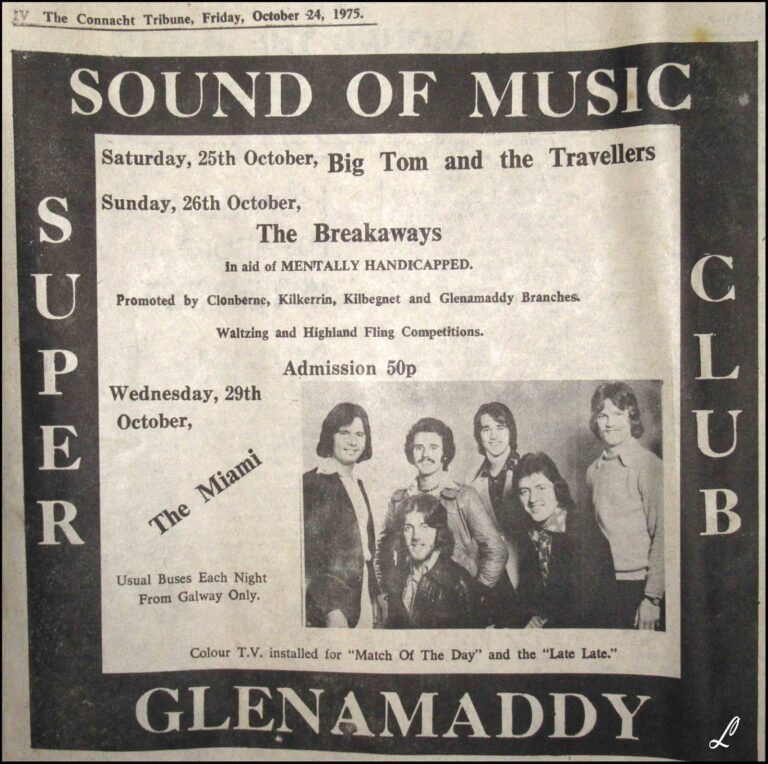 IV The Connacht Tribune, Friday, October 24, 1975.
SOUND OF MUSIC
SUPER
CLUB
Saturday, 25th October, Big Tom and the Travellers
Sunday, 26th October,
The Breakaways
In aid of MENTALLY HANDICAPPED.
Promoted by Clonberne, Kilkerrin, Kilbegnet and Glenamaddy Branches.
Waltzing and Highland Fling Competitions.
Admission 50p
Wednesday, 29th
October,
The Miami
Usual Buses Each Night
From Galway Only.
Colour T.V. installed for "Match Of The Day" and the "Late Late."
GLENAMADDY